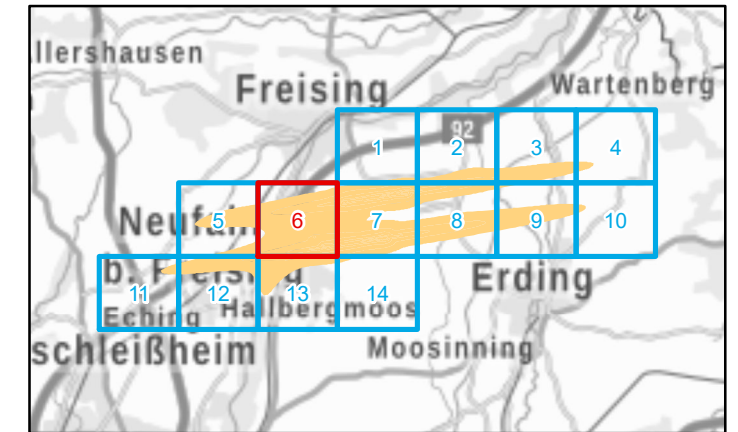 llershausen
Freising
Wartenberg
92
1
2
3
4
5
6
7
8
9
10
b. Freising
Erding
11
12
13
14
Eching
Hallbergmoos
schleißheim
Moosinning